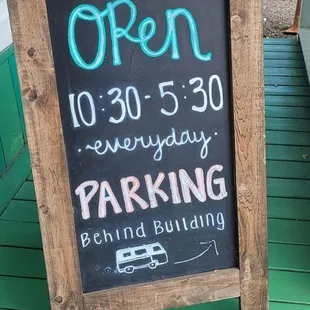 OPen
10:30-5:30
·everyday·
PARKING
Behind Building